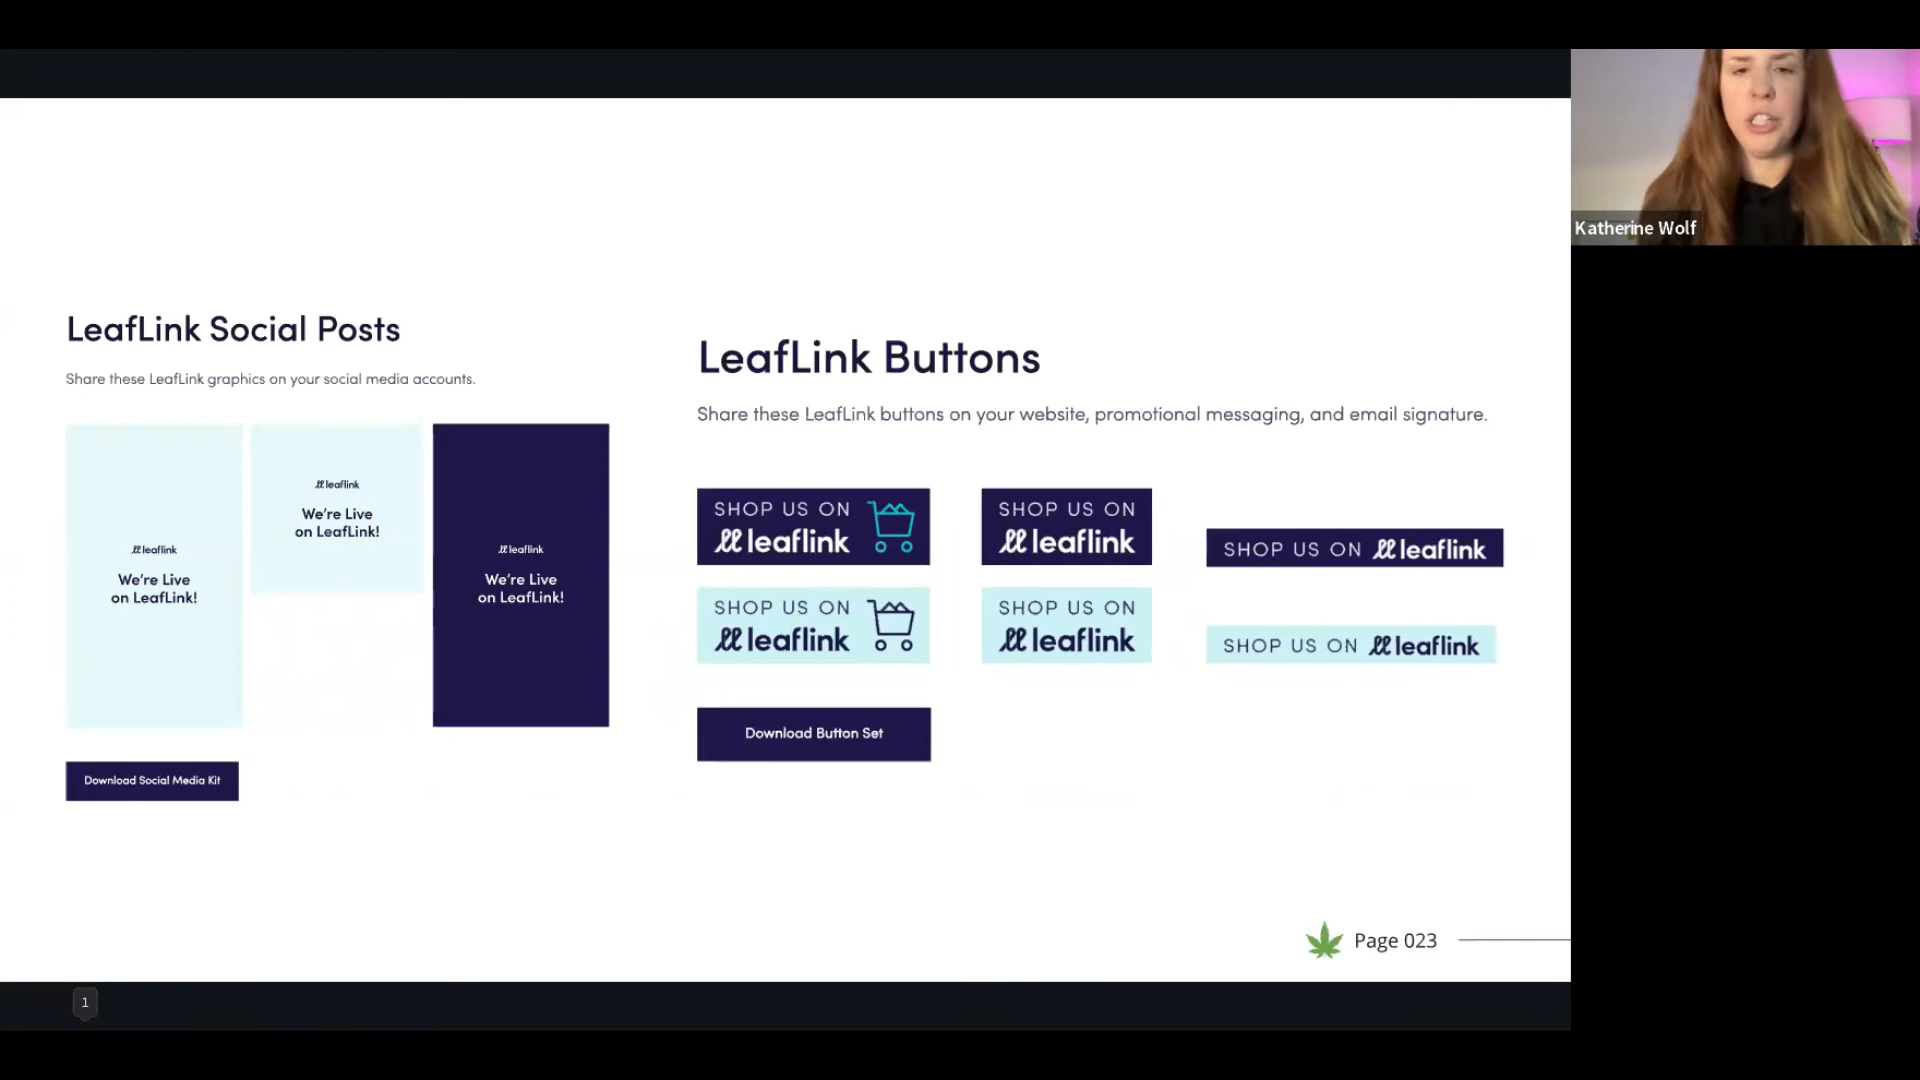 Katherine Wolf
LeafLink Social Posts
Share these LeafLink graphics on your social media accounts.
leaflink
We're Live
on LeafLink!
leaflink
We're Live
on LeafLink!
leaflink
We're Live
on LeafLink!
Download Social Media Kit
LeafLink Buttons
Share these LeafLink buttons on your website, promotional messaging, and email signature.
SHOP US ON
leaflink
SHOP US ON
leaflink
SHOP US ON leaflink
SHOP US ON
leaflink
SHOP US ON
leaflink
SHOP US ON leaflink
Download Button Set
Page 023
1